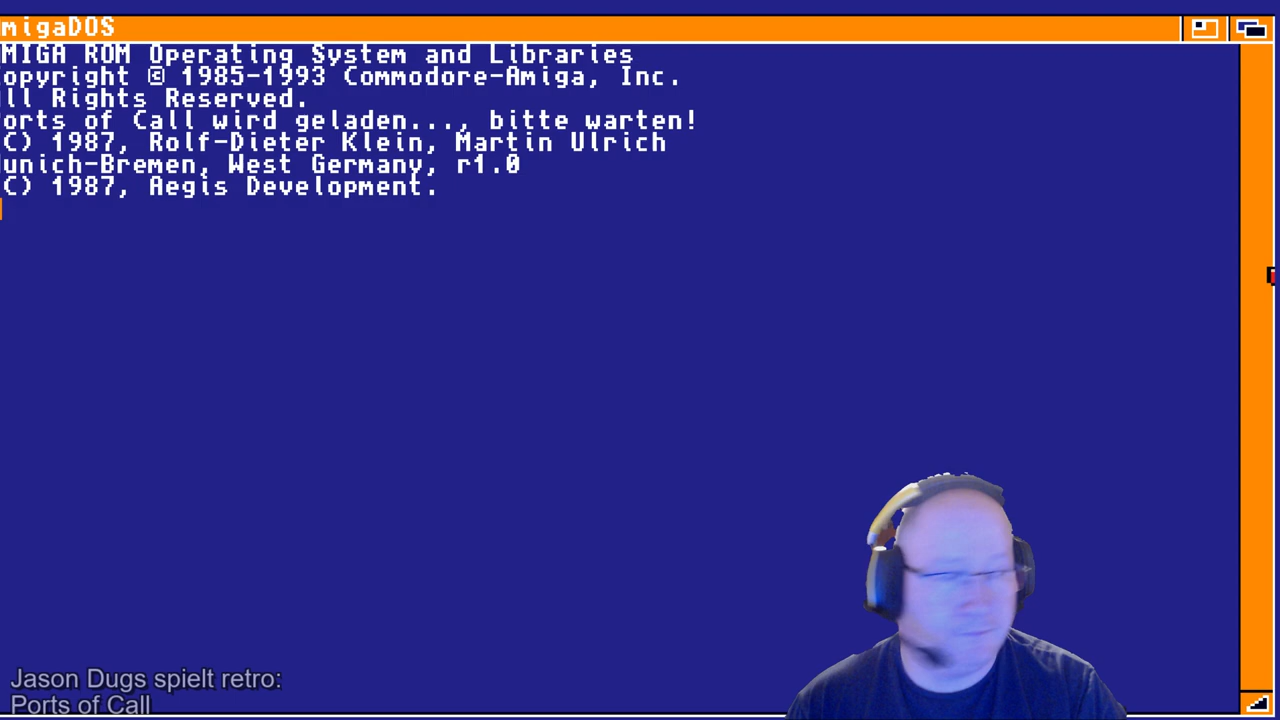 migaDOS
MIGA ROM Operating System and Libraries
opyright © 1985-1993 Commodore-Amiga, Inc.
ll Rights Reserved.
orts of Call wird geladen..., bitte warten!
C) 1987, Rolf-Dieter Klein, Martin Ulrich
unich-Bremen, West Germany, r1.0
C) 1987, Aegis Development.
Jason Dugs spielt retro:
Ports of Call